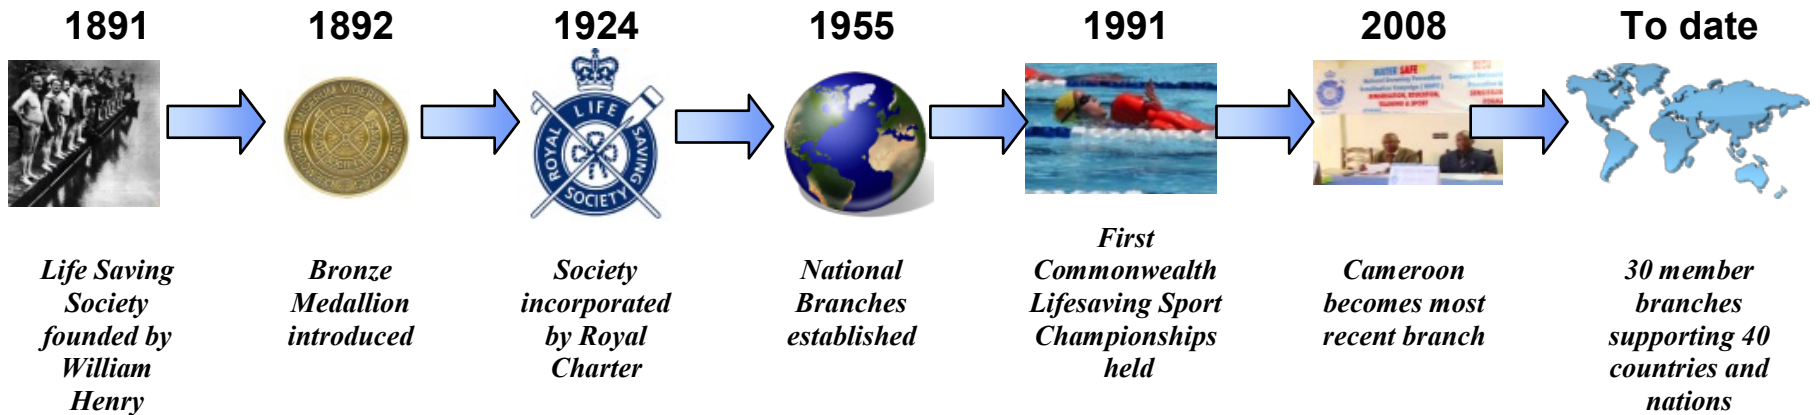 1891
1892
1924
1955
1991
2008
To date
ROYAL LIFE SAVING SOCIETY
WATER SAFETY
Life Saving
Society
founded by
William
Henry
Bronze
Medallion
introduced
Society
incorporated
by Royal
Charter
National
Branches
established
First
Commonwealth
Lifesaving Sport
Championships
held
Cameroon
becomes most
recent branch
30 member
branches
supporting 40
countries and
nations